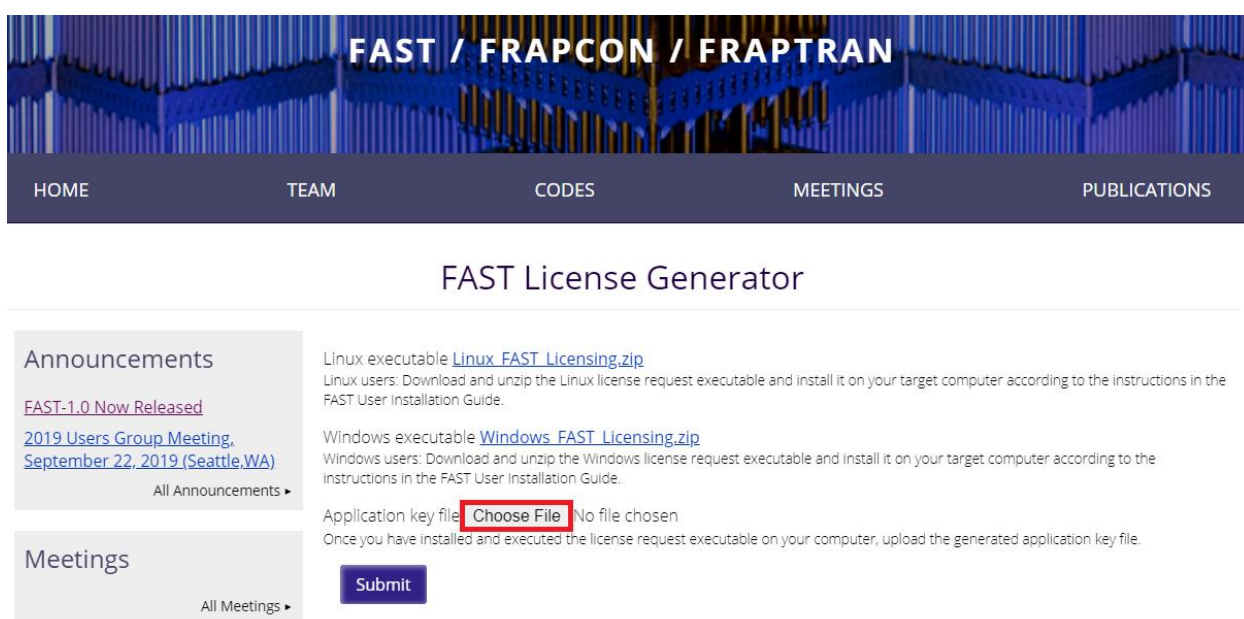 FAST / FRAPCON / FRAPTRAN
HOME TEAM CODES MEETINGS PUBLICATIONS
FAST License Generator
Announcements
FAST-1.0 Now Released
2019 Users Group Meeting,
September 22, 2019 (Seattle,WA)
All Announcements ▸
Meetings
All Meetings ▸
Linux executable Linux_FAST_Licensing.zip
Linux users: Download and unzip the Linux license request executable and install it on your target computer according to the instructions in the
FAST User Installation Guide.
Windows executable Windows_FAST_Licensing.zip
Windows users: Download and unzip the Windows license request executable and install it on your target computer according to the
instructions in the FAST User Installation Guide.
Application key file Choose File No file chosen
Once you have installed and executed the license request executable on your computer, upload the generated application key file.
Submit